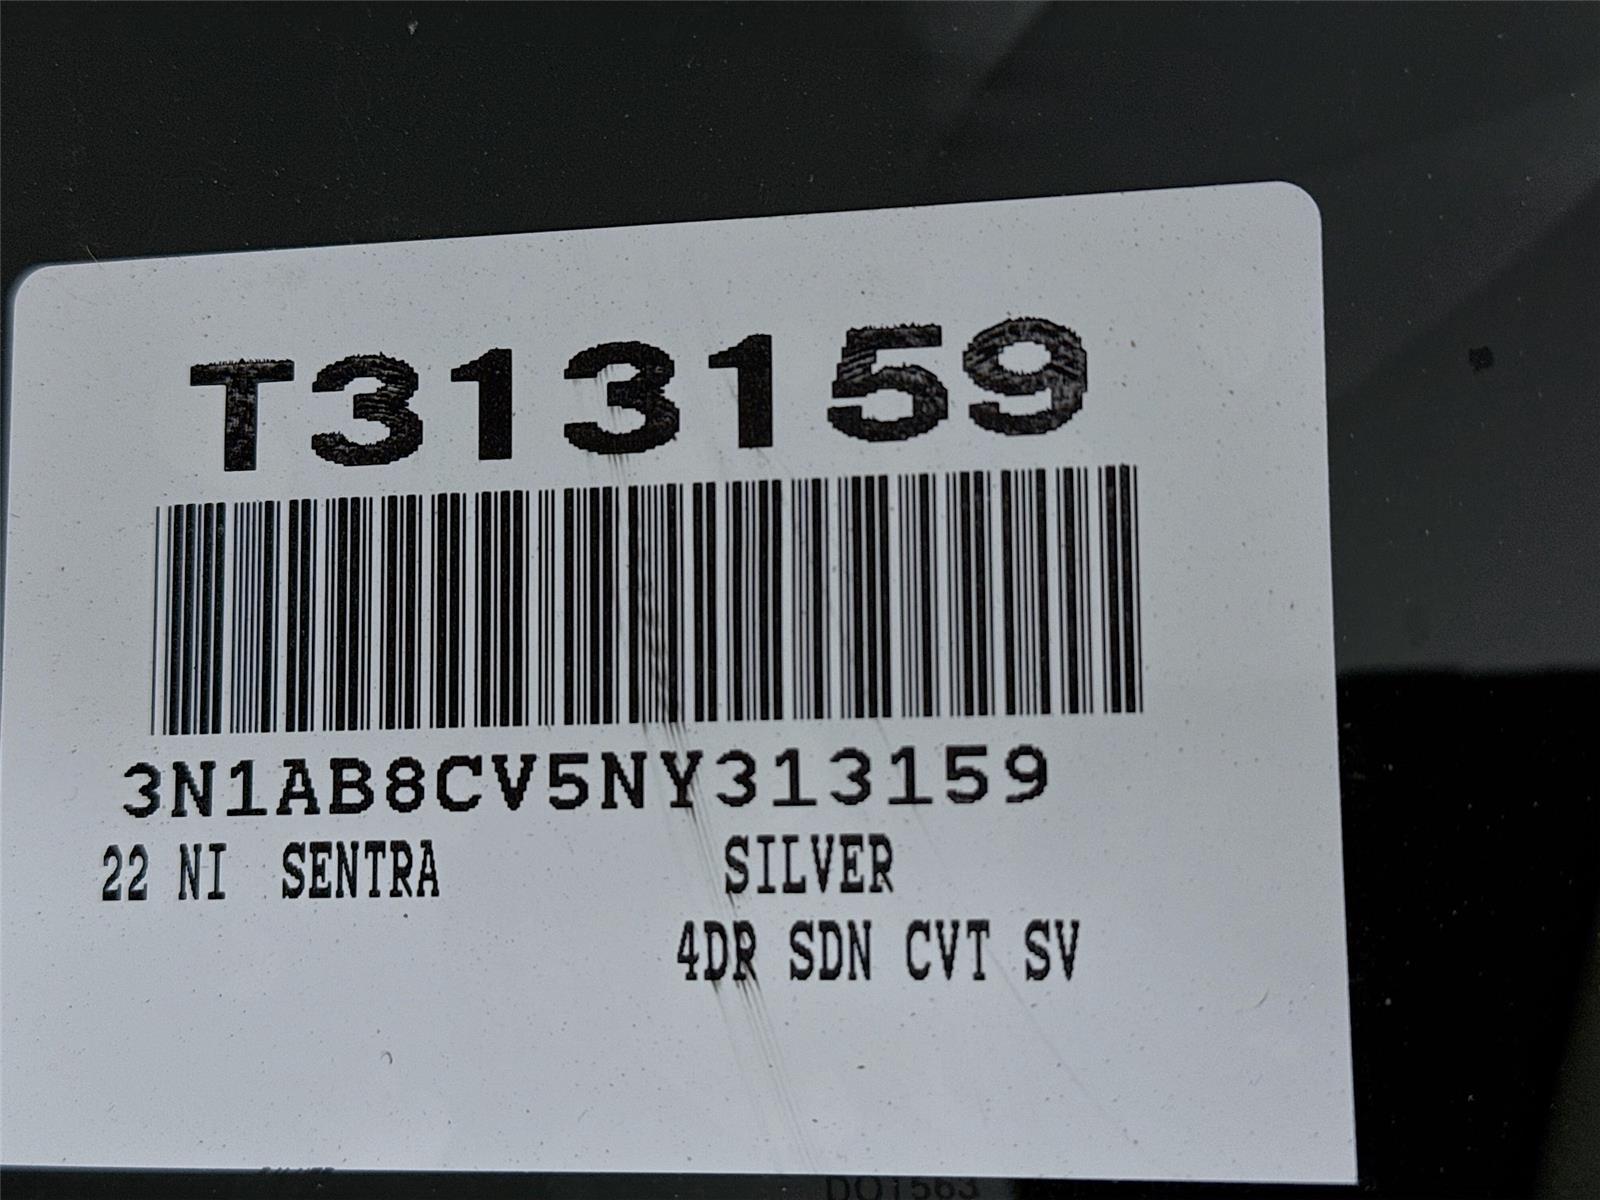 T313159
3N1AB8CV5NY313159
22 NI SENTRA SILVER
4DR SDN CVT SV